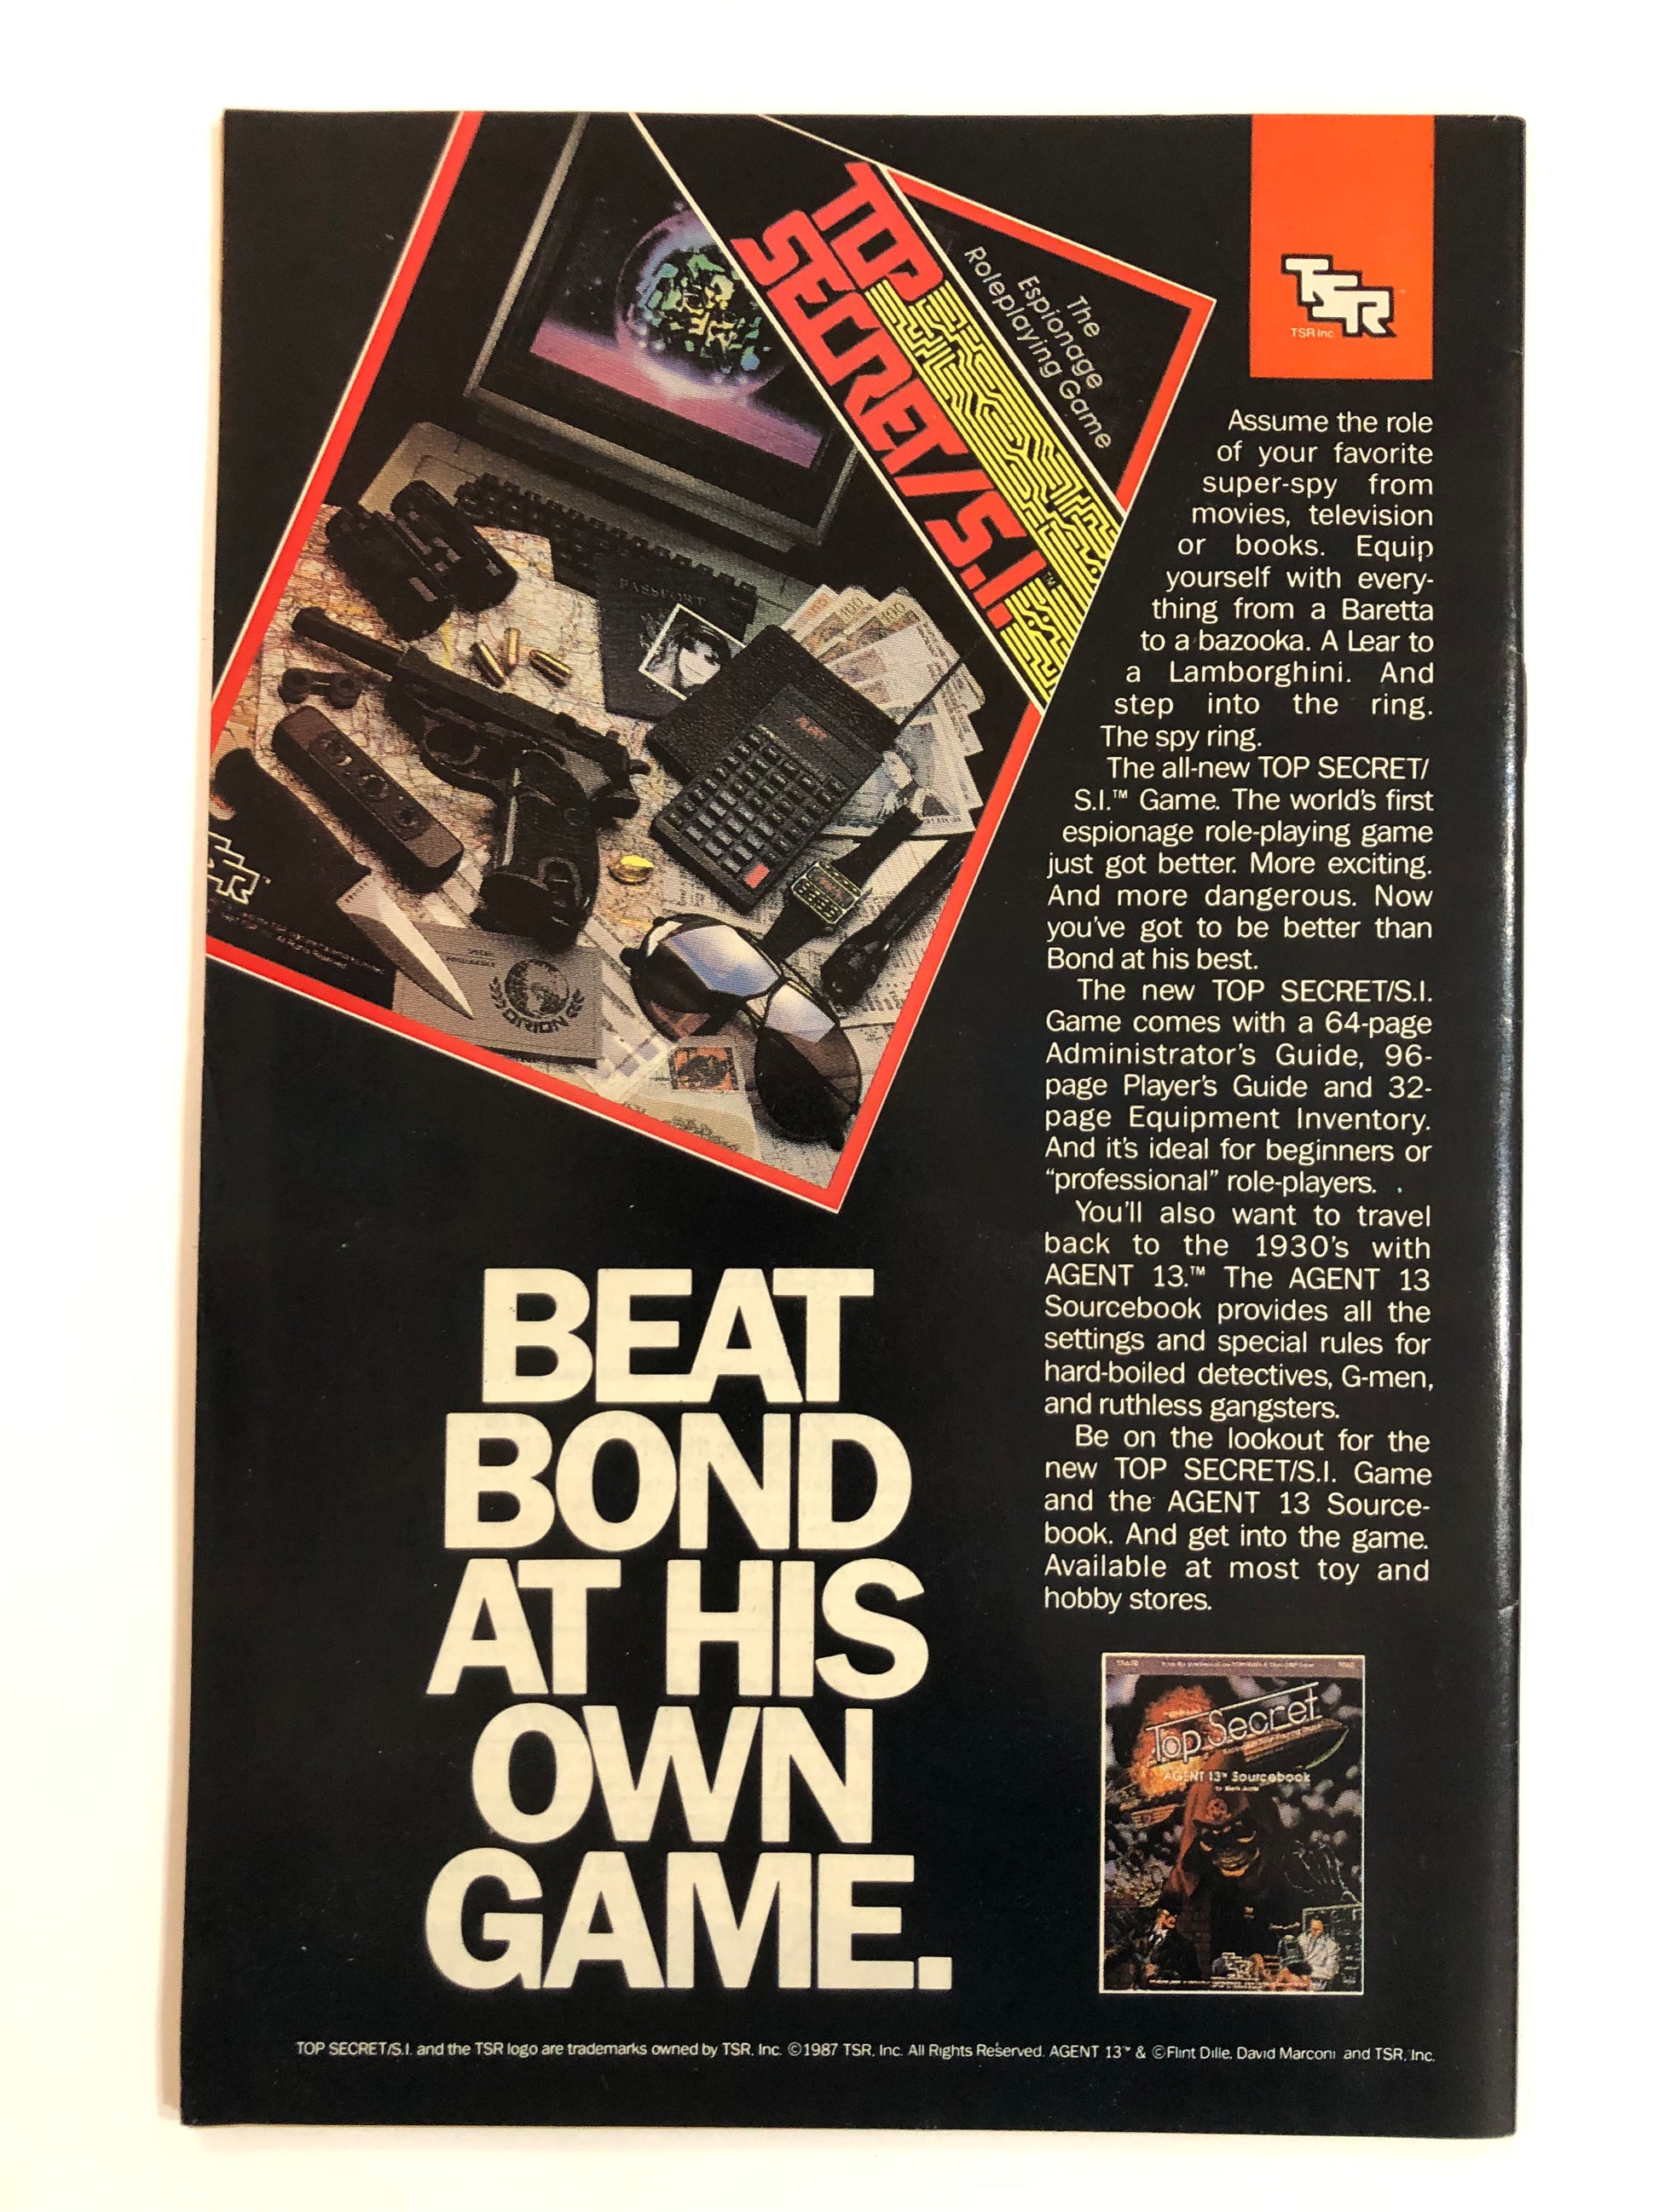 TOP
SECRET/S.I.™
The
Espionage
Roleplaying Game
PASSPORT
100
100
ORION
TSR™
TSR Inc.
Assume the role
of your favorite
super-spy from
movies, television
or books. Equip
yourself with every-
thing from a Baretta
to a bazooka. A Lear to
a Lamborghini. And
step into the ring.
The spy ring.
The all-new TOP SECRET/
S.I.™ Game. The world's first
espionage role-playing game
just got better. More exciting.
And more dangerous. Now
you've got to be better than
Bond at his best.
The new TOP SECRET/S.I.
Game comes with a 64-page
Administrator's Guide, 96-
page Player's Guide and 32-
page Equipment Inventory.
And it's ideal for beginners or
“professional” role-players.
You'll also want to travel
back to the 1930's with
AGENT 13.™ The AGENT 13
Sourcebook provides all the
settings and special rules for
hard-boiled detectives, G-men,
and ruthless gangsters.
Be on the lookout for the
new TOP SECRET/S.I. Game
and the AGENT 13 Source-
book. And get into the game.
Available at most toy and
hobby stores.
BEAT
BOND
AT HIS
OWN
GAME.
Top Secret
AGENT 13™ Sourcebook
TSR
TOP SECRET/S.I. and the TSR logo are trademarks owned by TSR, Inc. ©1987 TSR, Inc. All Rights Reserved. AGENT 13™ & ©Flint Dille, David Marconi and TSR, Inc.